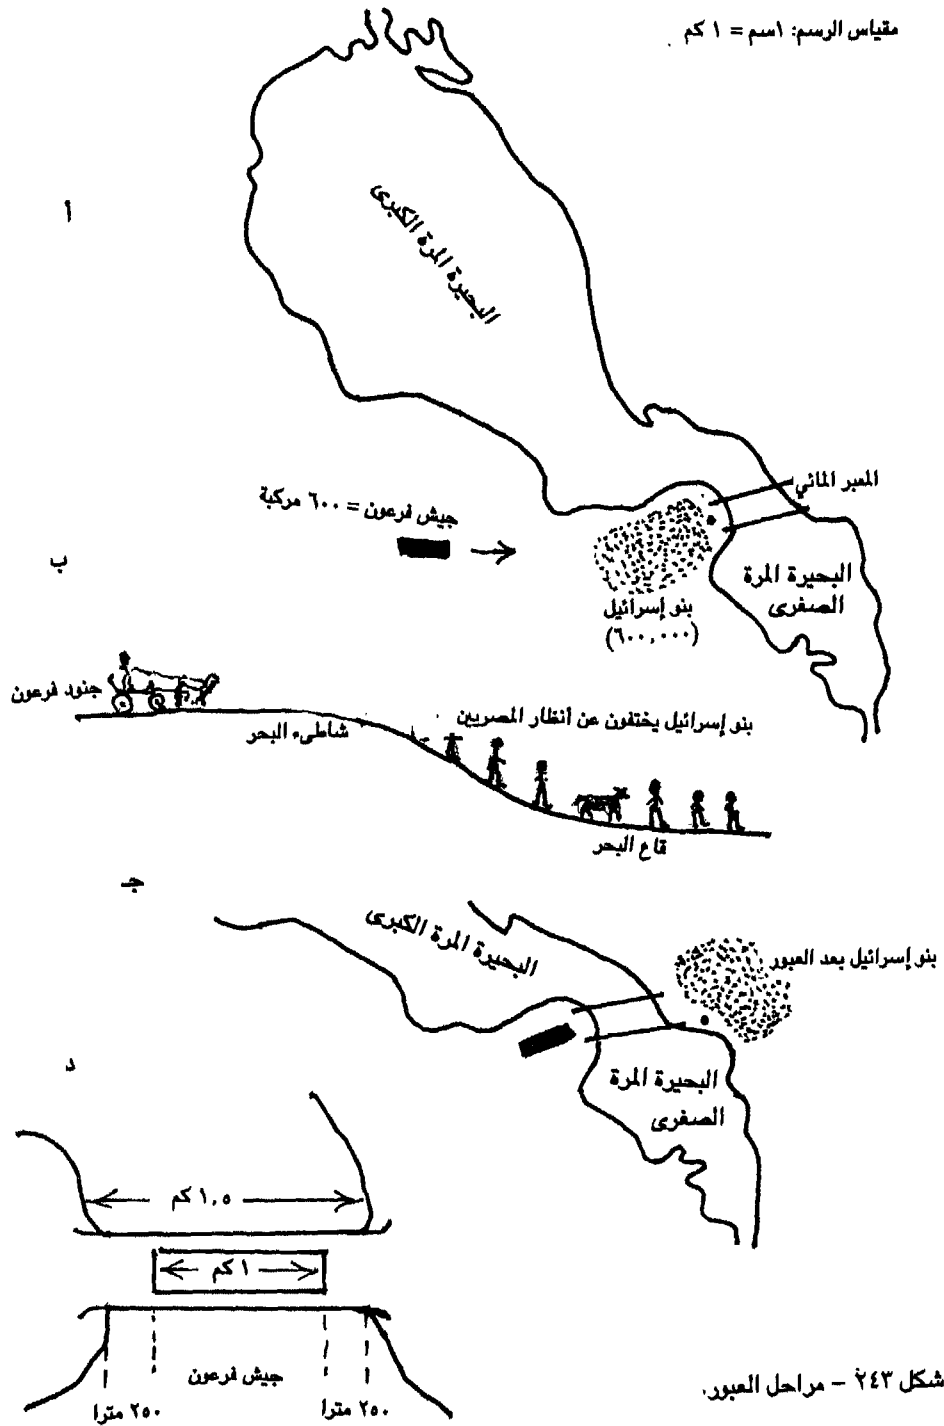 مقياس الرسم: ١سم = ١ كم
أ
البحيرة المرة الكبرى
المعبر المائي
جيش فرعون = ٦٠٠ مركبة
ب
البحيرة المرة
الصغرى
بنو إسرائيل
(٦٠٠,٠٠٠)
جنود فرعون
بنو إسرائيل يختفون عن أنظار المصريين
شاطىء البحر
قاع البحر
جـ
البحيرة المرة الكبرى
بنو إسرائيل بعد العبور
د
البحيرة المرة
الصغرى
١,٥ كم
١ كم
جيش فرعون
٢٥٠ مترا
٢٥٠ مترا
شكل ٢٤٣ – مراحل العبور.